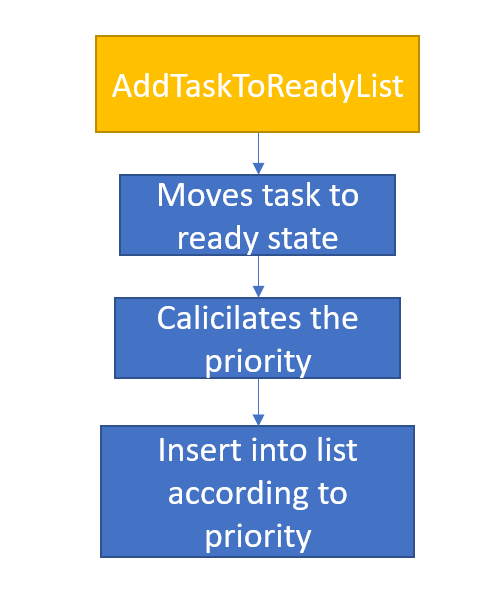 AddTaskToReadyList
Moves task to
ready state
Calicilates the
priority
Insert into list
according to
priority